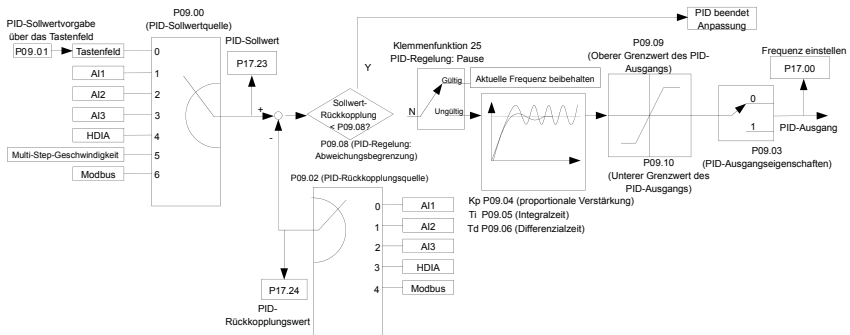 P09.00
(PID-Sollwertquelle)
PID-Sollwertvorgabe
über das Tastenfeld
P09.01
Tastenfeld
0
AI1
1
AI2
2
AI3
3
HDIA
4
Multi-Step-Geschwindigkeit
5
Modbus
6
PID-Sollwert
P17.23
+
-
Y
Sollwert-
Rückkopplung
< P09.08?
N
P09.08 (PID-Regelung:
Abweichungsbegrenzung)
Klemmenfunktion 25
PID-Regelung: Pause
Gültig
Ungültig
Aktuelle Frequenz beibehalten
PID beendet
Anpassung
Kp P09.04 (proportionale Verstärkung)
Ti P09.05 (Integralzeit)
Td P09.06 (Differenzialzeit)
P09.09
(Oberer Grenzwert des PID-
Ausgangs)
P09.10
(Unterer Grenzwert des
PID-Ausgangs)
Frequenz einstellen
P17.00
0
1
PID-Ausgang
P09.03
(PID-Ausgangseigenschaften)
P09.02 (PID-Rückkopplungsquelle)
0
AI1
1
AI2
2
AI3
3
HDIA
4
Modbus
P17.24
PID-
Rückkopplungswert